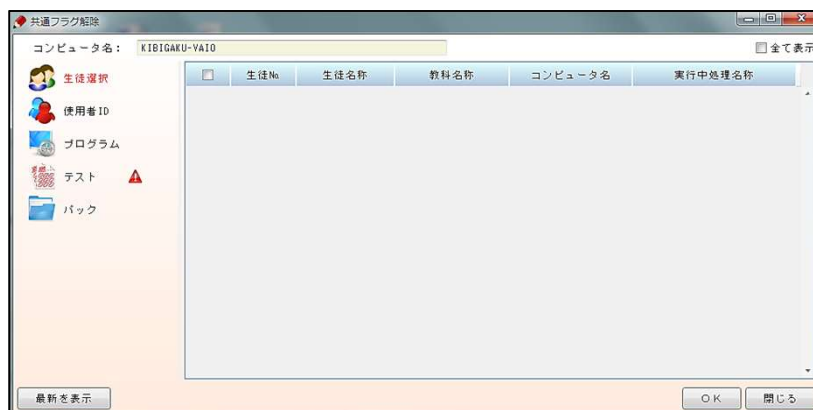 共通フラグ解除
コンピュータ名： KIBIGAKU-VAIO
全て表示
生徒選択
使用者ID
プログラム
テスト
パック
生徒No 生徒名称 教科名称 コンピュータ名 実行中処理名称
最新を表示
OK 閉じる